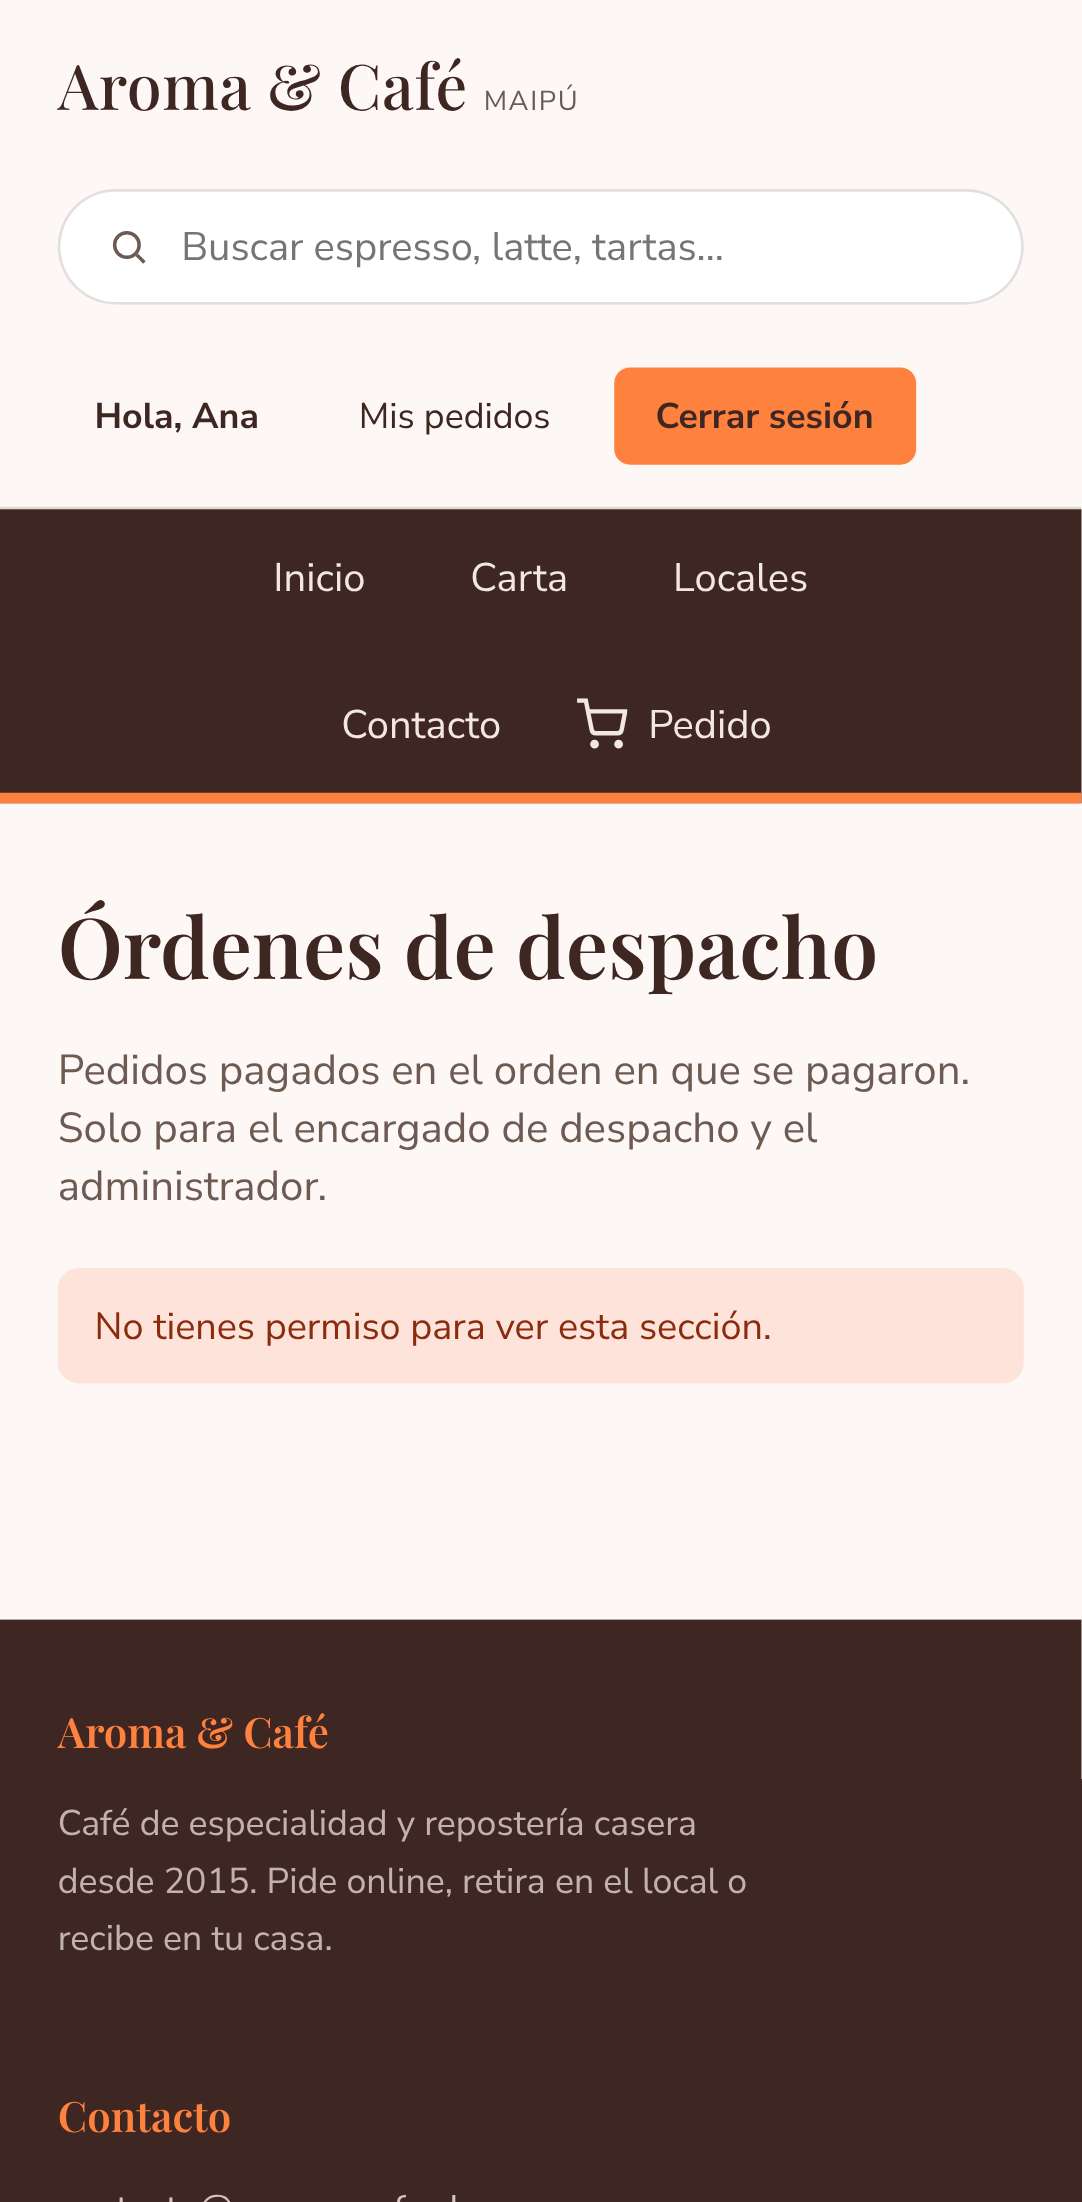 Aroma & Café MAIPÚ
Buscar espresso, latte, tartas...
Hola, Ana Mis pedidos Cerrar sesión
Inicio Carta Locales
Contacto Pedido
Órdenes de despacho
Pedidos pagados en el orden en que se pagaron.
Solo para el encargado de despacho y el
administrador.
No tienes permiso para ver esta sección.
Aroma & Café
Café de especialidad y repostería casera
desde 2015. Pide online, retira en el local o
recibe en tu casa.
Contacto